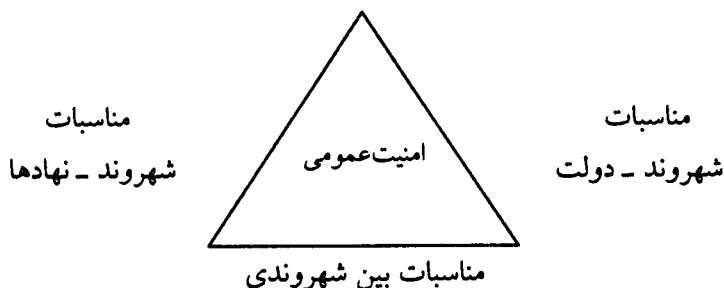 مناسبات
شهروند ـ دولت
مناسبات
شهروند ـ نهادها
امنیت‌عمومی
مناسبات بین شهروندی